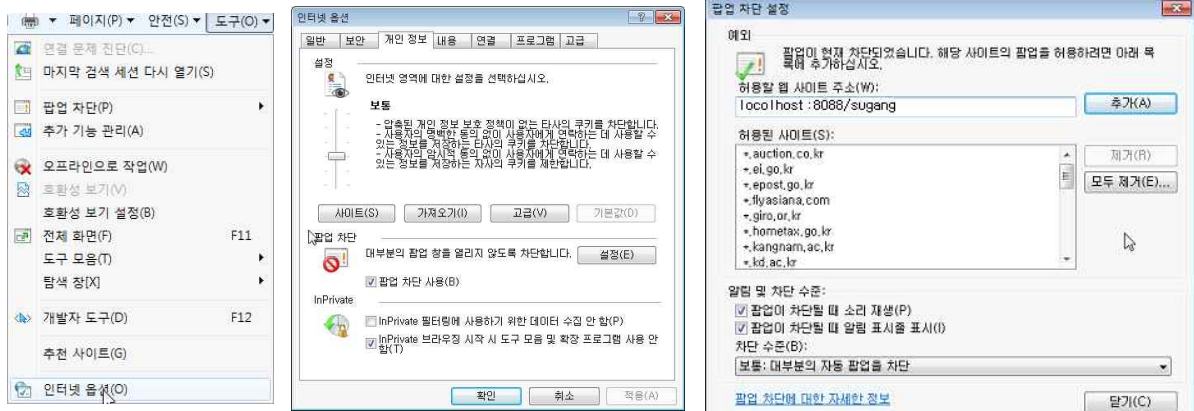 페이지(P) ▾ 안전(S) ▾ 도구(O) ▾
연결 문제 진단(C)...
마지막 검색 세션 다시 열기(S)
팝업 차단(P)
추가 기능 관리(A)
오프라인으로 작업(W)
호환성 보기(V)
호환성 보기 설정(B)
전체 화면(F) F11
도구 모음(T)
탐색 창[X]
개발자 도구(D) F12
추천 사이트(G)
인터넷 옵션(O)
인터넷 옵션
일반 보안 개인 정보 내용 연결 프로그램 고급
설정
인터넷 영역에 대한 설정을 선택하십시오.
보통
- 압축된 개인 정보 보호 정책이 없는 타사의 쿠키를 차단합니다.
- 사용자의 명백한 동의 없이 사용자에게 연락하는 데 사용할 수
있는 정보를 저장하는 타사의 쿠키를 차단합니다.
- 사용자의 암시적 동의 없이 사용자에게 연락하는 데 사용할 수
있는 정보를 저장하는 자사의 쿠키를 제한합니다.
사이트(S) 가져오기(I) 고급(V) 기본값(D)
팝업 차단
대부분의 팝업 창을 열리지 않도록 차단합니다. 설정(E)
팝업 차단 사용(B)
InPrivate
InPrivate 필터링에 사용하기 위한 데이터 수집 안 함(P)
InPrivate 브라우징 시작 시 도구 모음 및 확장 프로그램 사용 안
함(T)
확인 취소 적용(A)
팝업 차단 설정
예외
팝업이 현재 차단되었습니다. 해당 사이트의 팝업을 허용하려면 아래 목
록에 추가하십시오.
허용할 웹 사이트 주소(W):
locolhost:8088/sugang 추가(A)
허용된 사이트(S):
*.auction.co.kr 제거(R)
*.ei.go.kr 모두 제거(E)...
*.epost.go.kr
*.flyasiana.com
*.giro.or.kr
*.hometax.go.kr
*.kangnam.ac.kr
*.kd.ac.kr
알림 및 차단 수준:
팝업이 차단될 때 소리 재생(P)
팝업이 차단될 때 알림 표시줄 표시(I)
차단 수준(B):
보통: 대부분의 자동 팝업을 차단
팝업 차단에 대한 자세한 정보 닫기(C)